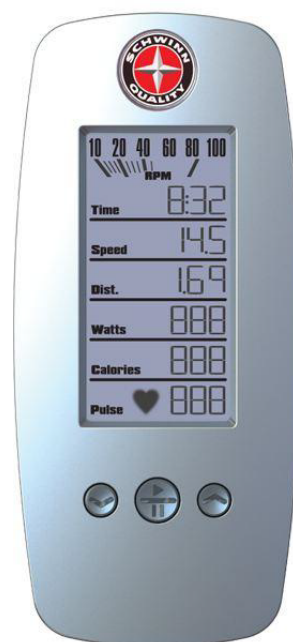 SCHWINN
QUALITY
10 20 40 60 80 100
RPM
Time 8:32
Speed 14.5
Dist. 1.69
Watts 888
Calories 888
Pulse 888